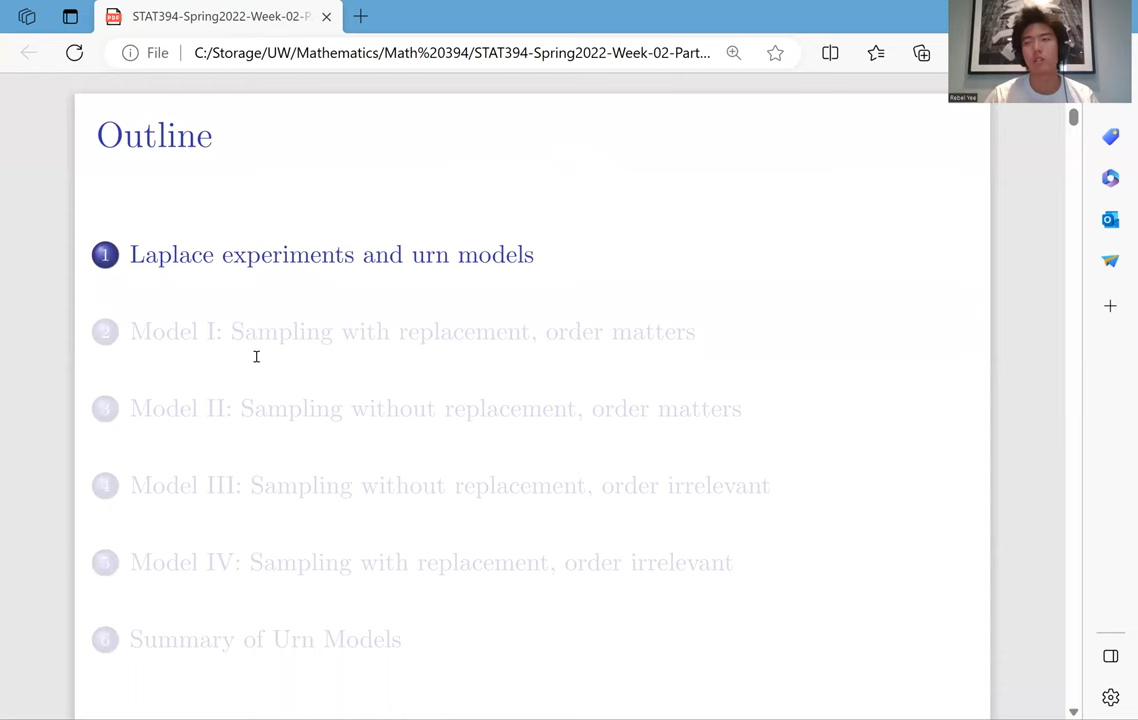 STAT394-Spring2022-Week-02-P
File
C:/Storage/UW/Mathematics/Math%20394/STAT394-Spring2022-Week-02-Part...
Rebel Yee
Outline
1 Laplace experiments and urn models
2 Model I: Sampling with replacement, order matters
3 Model II: Sampling without replacement, order matters
4 Model III: Sampling without replacement, order irrelevant
5 Model IV: Sampling with replacement, order irrelevant
6 Summary of Urn Models